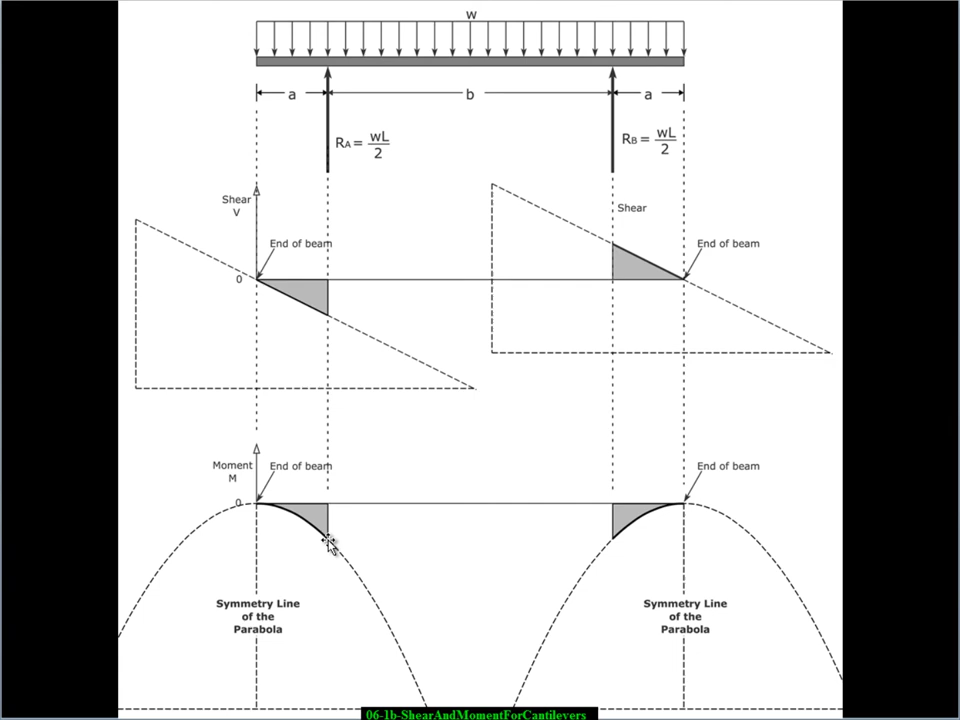 w
a
b
a
RA = wL
2
RB = wL
2
Shear
V
Shear
End of beam
End of beam
0
Moment
M
End of beam
End of beam
0
Symmetry Line
of the
Parabola
Symmetry Line
of the
Parabola
06-1b-ShearAndMomentForCantilevers